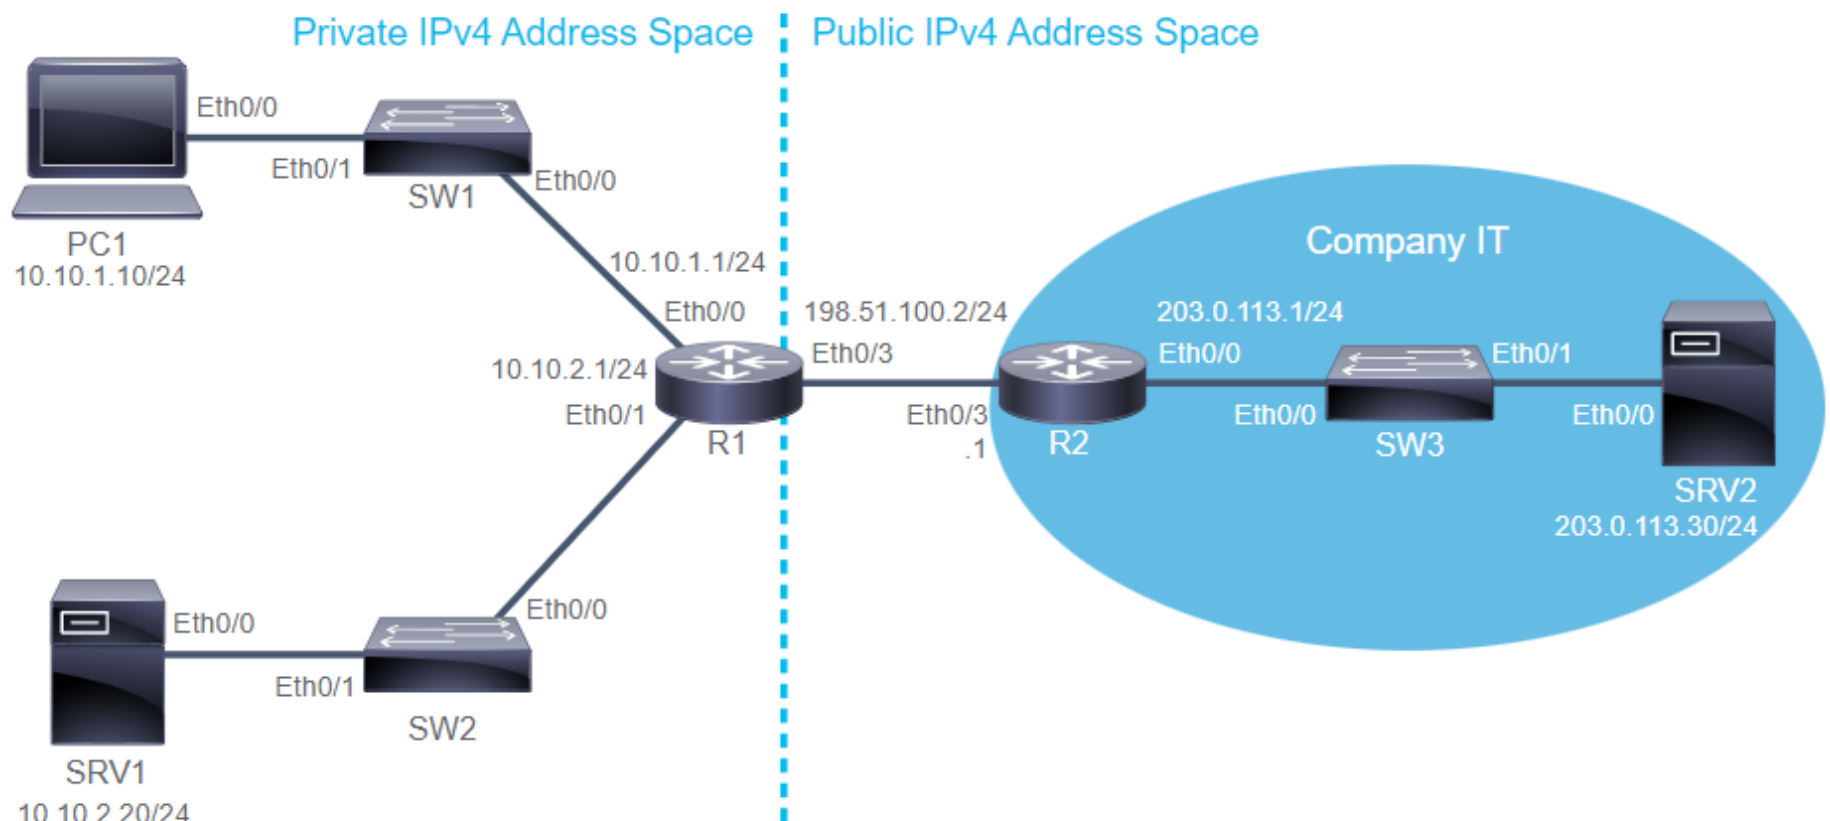 Private IPv4 Address Space
Public IPv4 Address Space
Eth0/0
Eth0/1
SW1
Eth0/0
PC1
10.10.1.10/24
10.10.1.1/24
Eth0/0
10.10.2.1/24
Eth0/1
R1
198.51.100.2/24
Eth0/3
Eth0/3
.1
R2
Company IT
203.0.113.1/24
Eth0/0
Eth0/0
SW3
Eth0/1
Eth0/0
SRV2
203.0.113.30/24
Eth0/0
Eth0/0
Eth0/1
SW2
SRV1
10.10.2.20/24